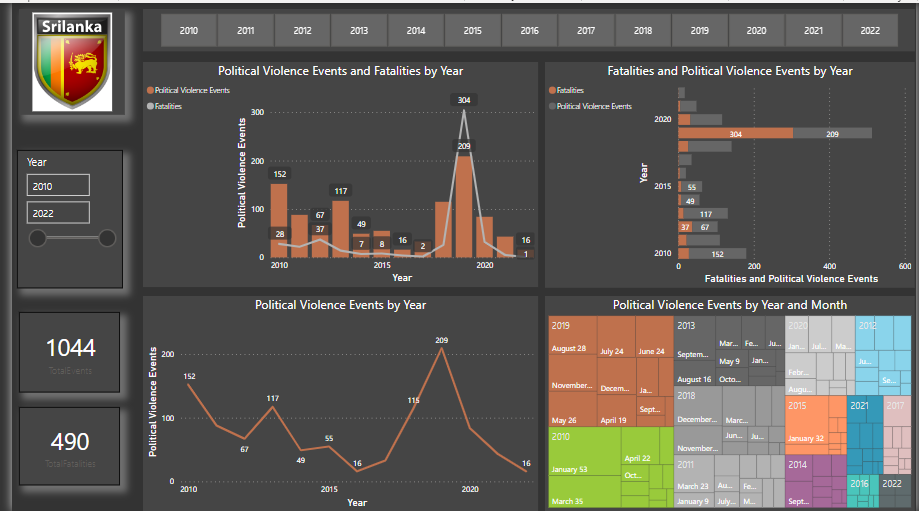 Srilanka
2010 2011 2012 2013 2014 2015 2016 2017 2018 2019 2020 2021 2022
Year
2010
2022
1044
TotalEvents
490
TotalFatalities
Political Violence Events and Fatalities by Year
Political Violence Events
Fatalities
Political Violence Events
300
200
100
0
152
28
67
37
117
49
7
8
16
2
304
209
16
1
2010 2015 2020
Year
Fatalities and Political Violence Events by Year
Fatalities
Political Violence Events
Year
2020
2015
2010
304 209
55
49
117
37 67
152
0 200 400 600
Fatalities and Political Violence Events
Political Violence Events by Year
Political Violence Events
200
100
0
152
67
117
49
55
16
115
209
16
2010 2015 2020
Year
Political Violence Events by Year and Month
2019
August 28
July 24
June 24
November...
Decem...
Ja...
Sept...
May 26
April 19
2010
January 53
March 35
April 22
Oct...
2013
Septem...
August 16
Mar...
Fe...
Ju...
May 9
Jan...
Octo...
2018
December...
Marc...
November...
Jun...
Ju...
2011
March 23
January 9
Au...
Fe...
July...
M...
2020
Jan...
Jul...
Ma...
Febr...
Augu...
2012
Ju...
Se...
2015
January 32
2014
Sept...
2021
2017
2016
2022